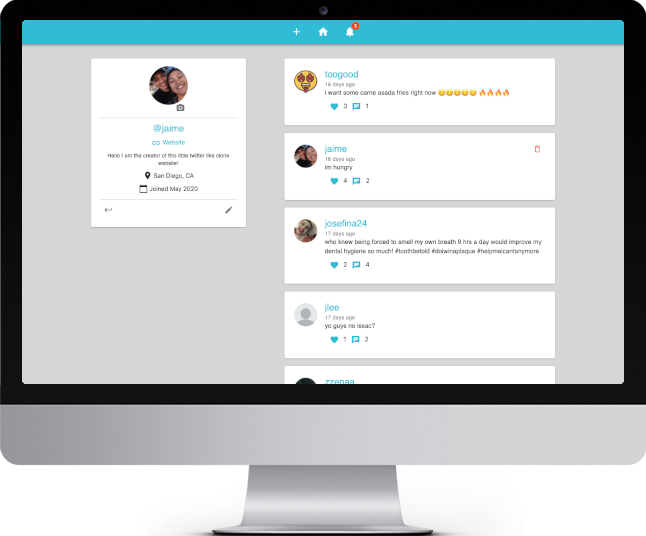 @jaime
Website
Hello I am the creator of this little twitter like clone
website!
San Diego, CA
Joined May 2020
toogood
16 days ago
i want some carne asada fries right now 😋😋😋😋😋 🔥🔥🔥🔥
3 1
jaime
16 days ago
im hungry
4 2
josefina24
17 days ago
who knew being forced to smell my own breath 9 hrs a day would improve my
dental hygiene so much! #toothbetold #doiwinaplaque #helpmeicantanymore
2 4
jlee
17 days ago
yo guys no issac?
1 2
zzenaa